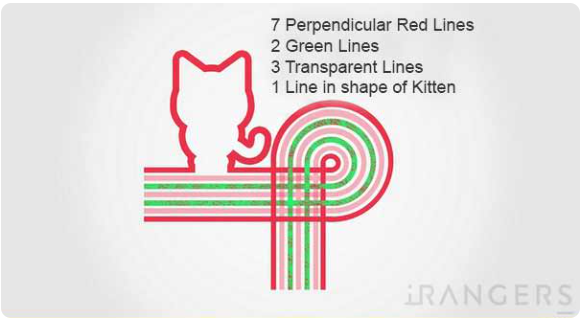 7 Perpendicular Red Lines
2 Green Lines
3 Transparent Lines
1 Line in shape of Kitten
iRANGERS